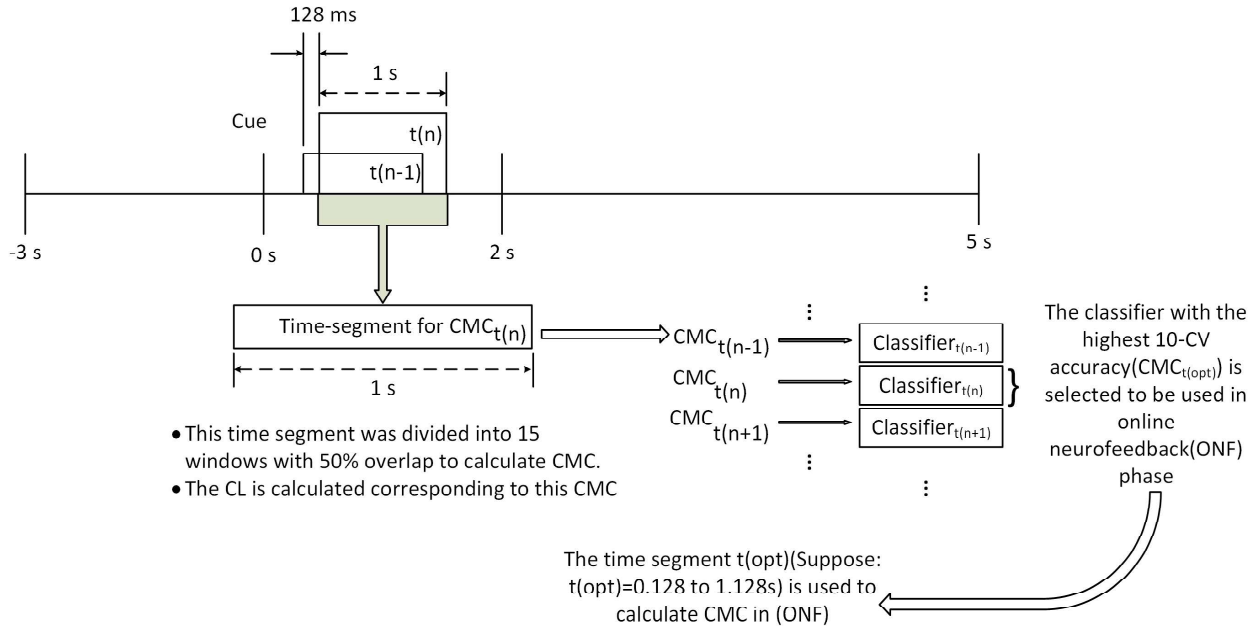 128 ms
1 s
Cue
t(n)
t(n-1)
-3 s
0 s
2 s
5 s
Time-segment for CMCt(n)
1 s
• This time segment was divided into 15
windows with 50% overlap to calculate CMC.
• The CL is calculated corresponding to this CMC
CMCt(n-1)
CMCt(n)
CMCt(n+1)
Classifiert(n-1)
Classifiert(n)
Classifiert(n+1)
The classifier with the
highest 10-CV
accuracy(CMCt(opt)) is
selected to be used in
online
neurofeedback(ONF)
phase
The time segment t(opt)(Suppose:
t(opt)=0.128 to 1.128s) is used to
calculate CMC in (ONF)